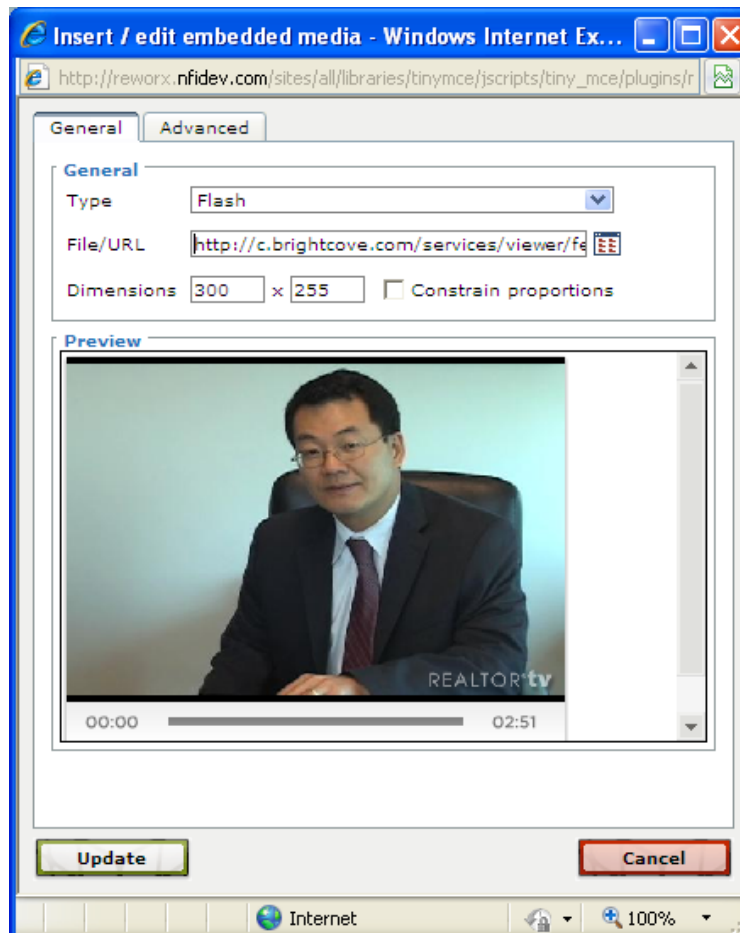 Insert / edit embedded media - Windows Internet Ex...
http://reworx.nfidev.com/sites/all/libraries/tinymce/jscripts/tiny_mce/plugins/r
General Advanced
General
Type Flash
File/URL http://c.brightcove.com/services/viewer/fe
Dimensions 300 x 255 Constrain proportions
Preview
REALTOR®tv
00:00 02:51
Update Cancel
Internet 100%